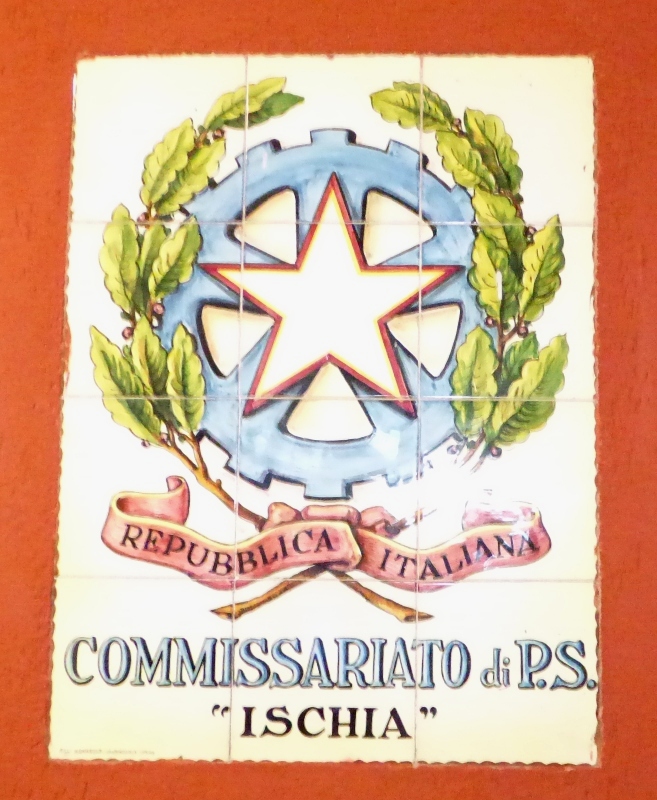 REPUBBLICA ITALIANA
COMMISSARIATO di P.S.
"ISCHIA"